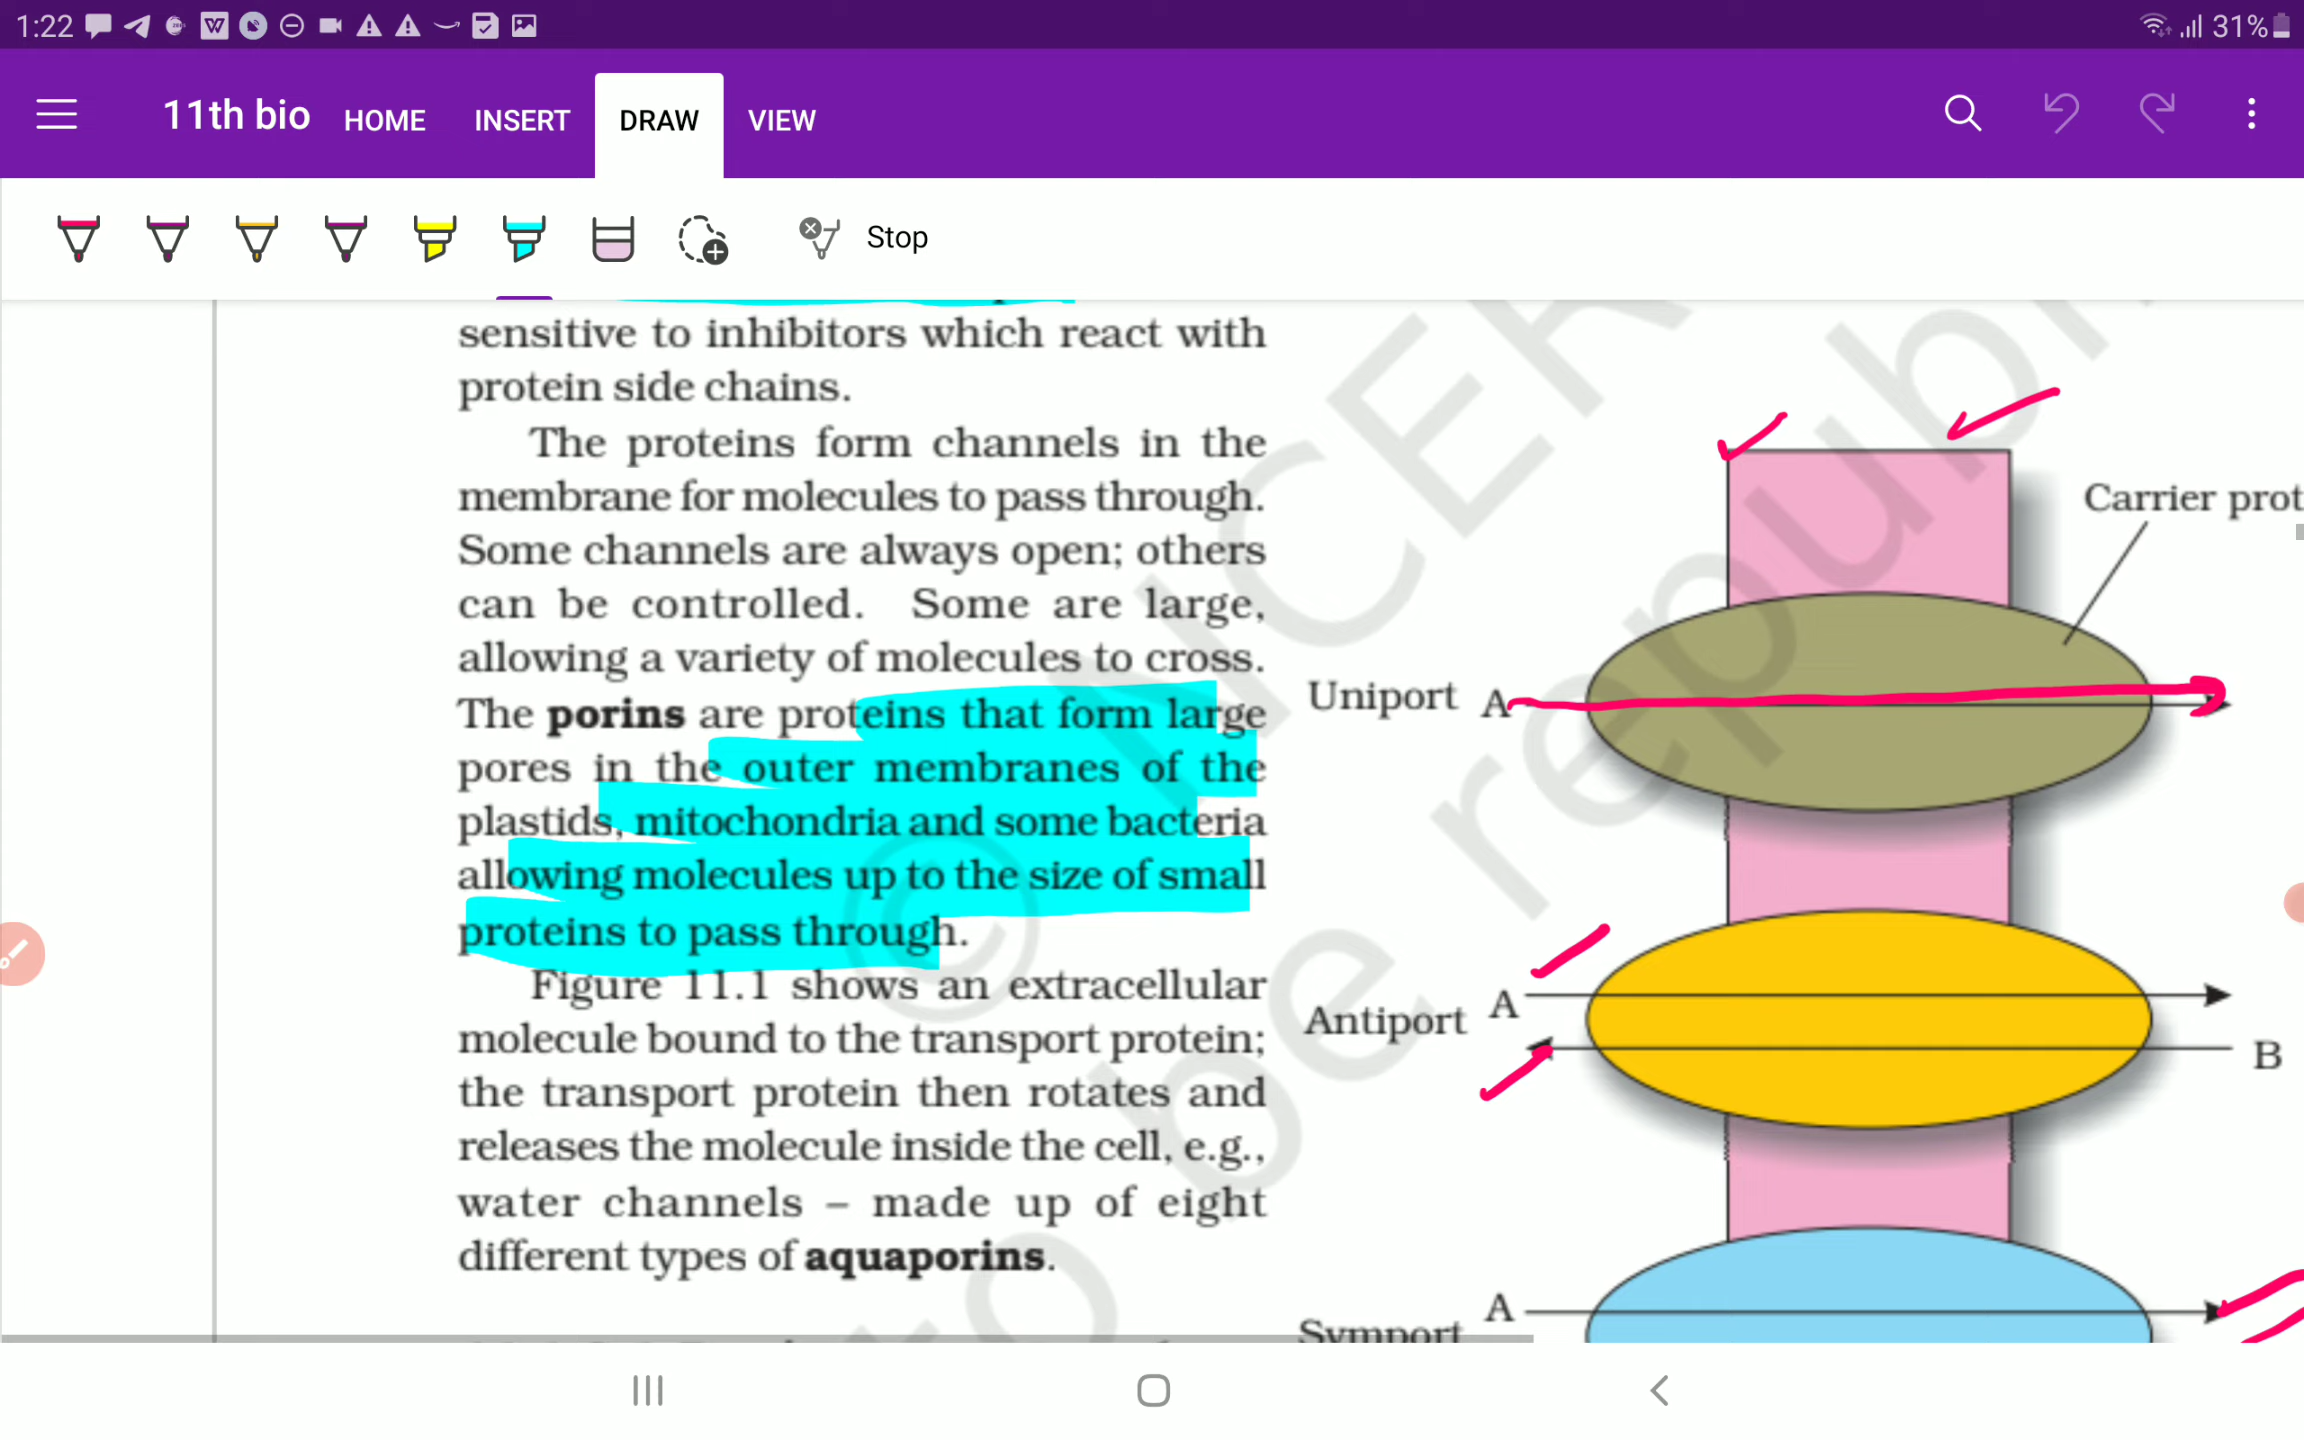 1:22
31%
11th bio HOME INSERT DRAW VIEW
Stop
sensitive to inhibitors which react with
protein side chains.
The proteins form channels in the
membrane for molecules to pass through.
Some channels are always open; others
can be controlled. Some are large,
allowing a variety of molecules to cross.
The porins are proteins that form large
pores in the outer membranes of the
plastids, mitochondria and some bacteria
allowing molecules up to the size of small
proteins to pass through.
Figure 11.1 shows an extracellular
molecule bound to the transport protein;
the transport protein then rotates and
releases the molecule inside the cell, e.g.,
water channels – made up of eight
different types of aquaporins.
Carrier prot
Uniport A
Antiport A
B
A
Symport
© NCER
to be republ